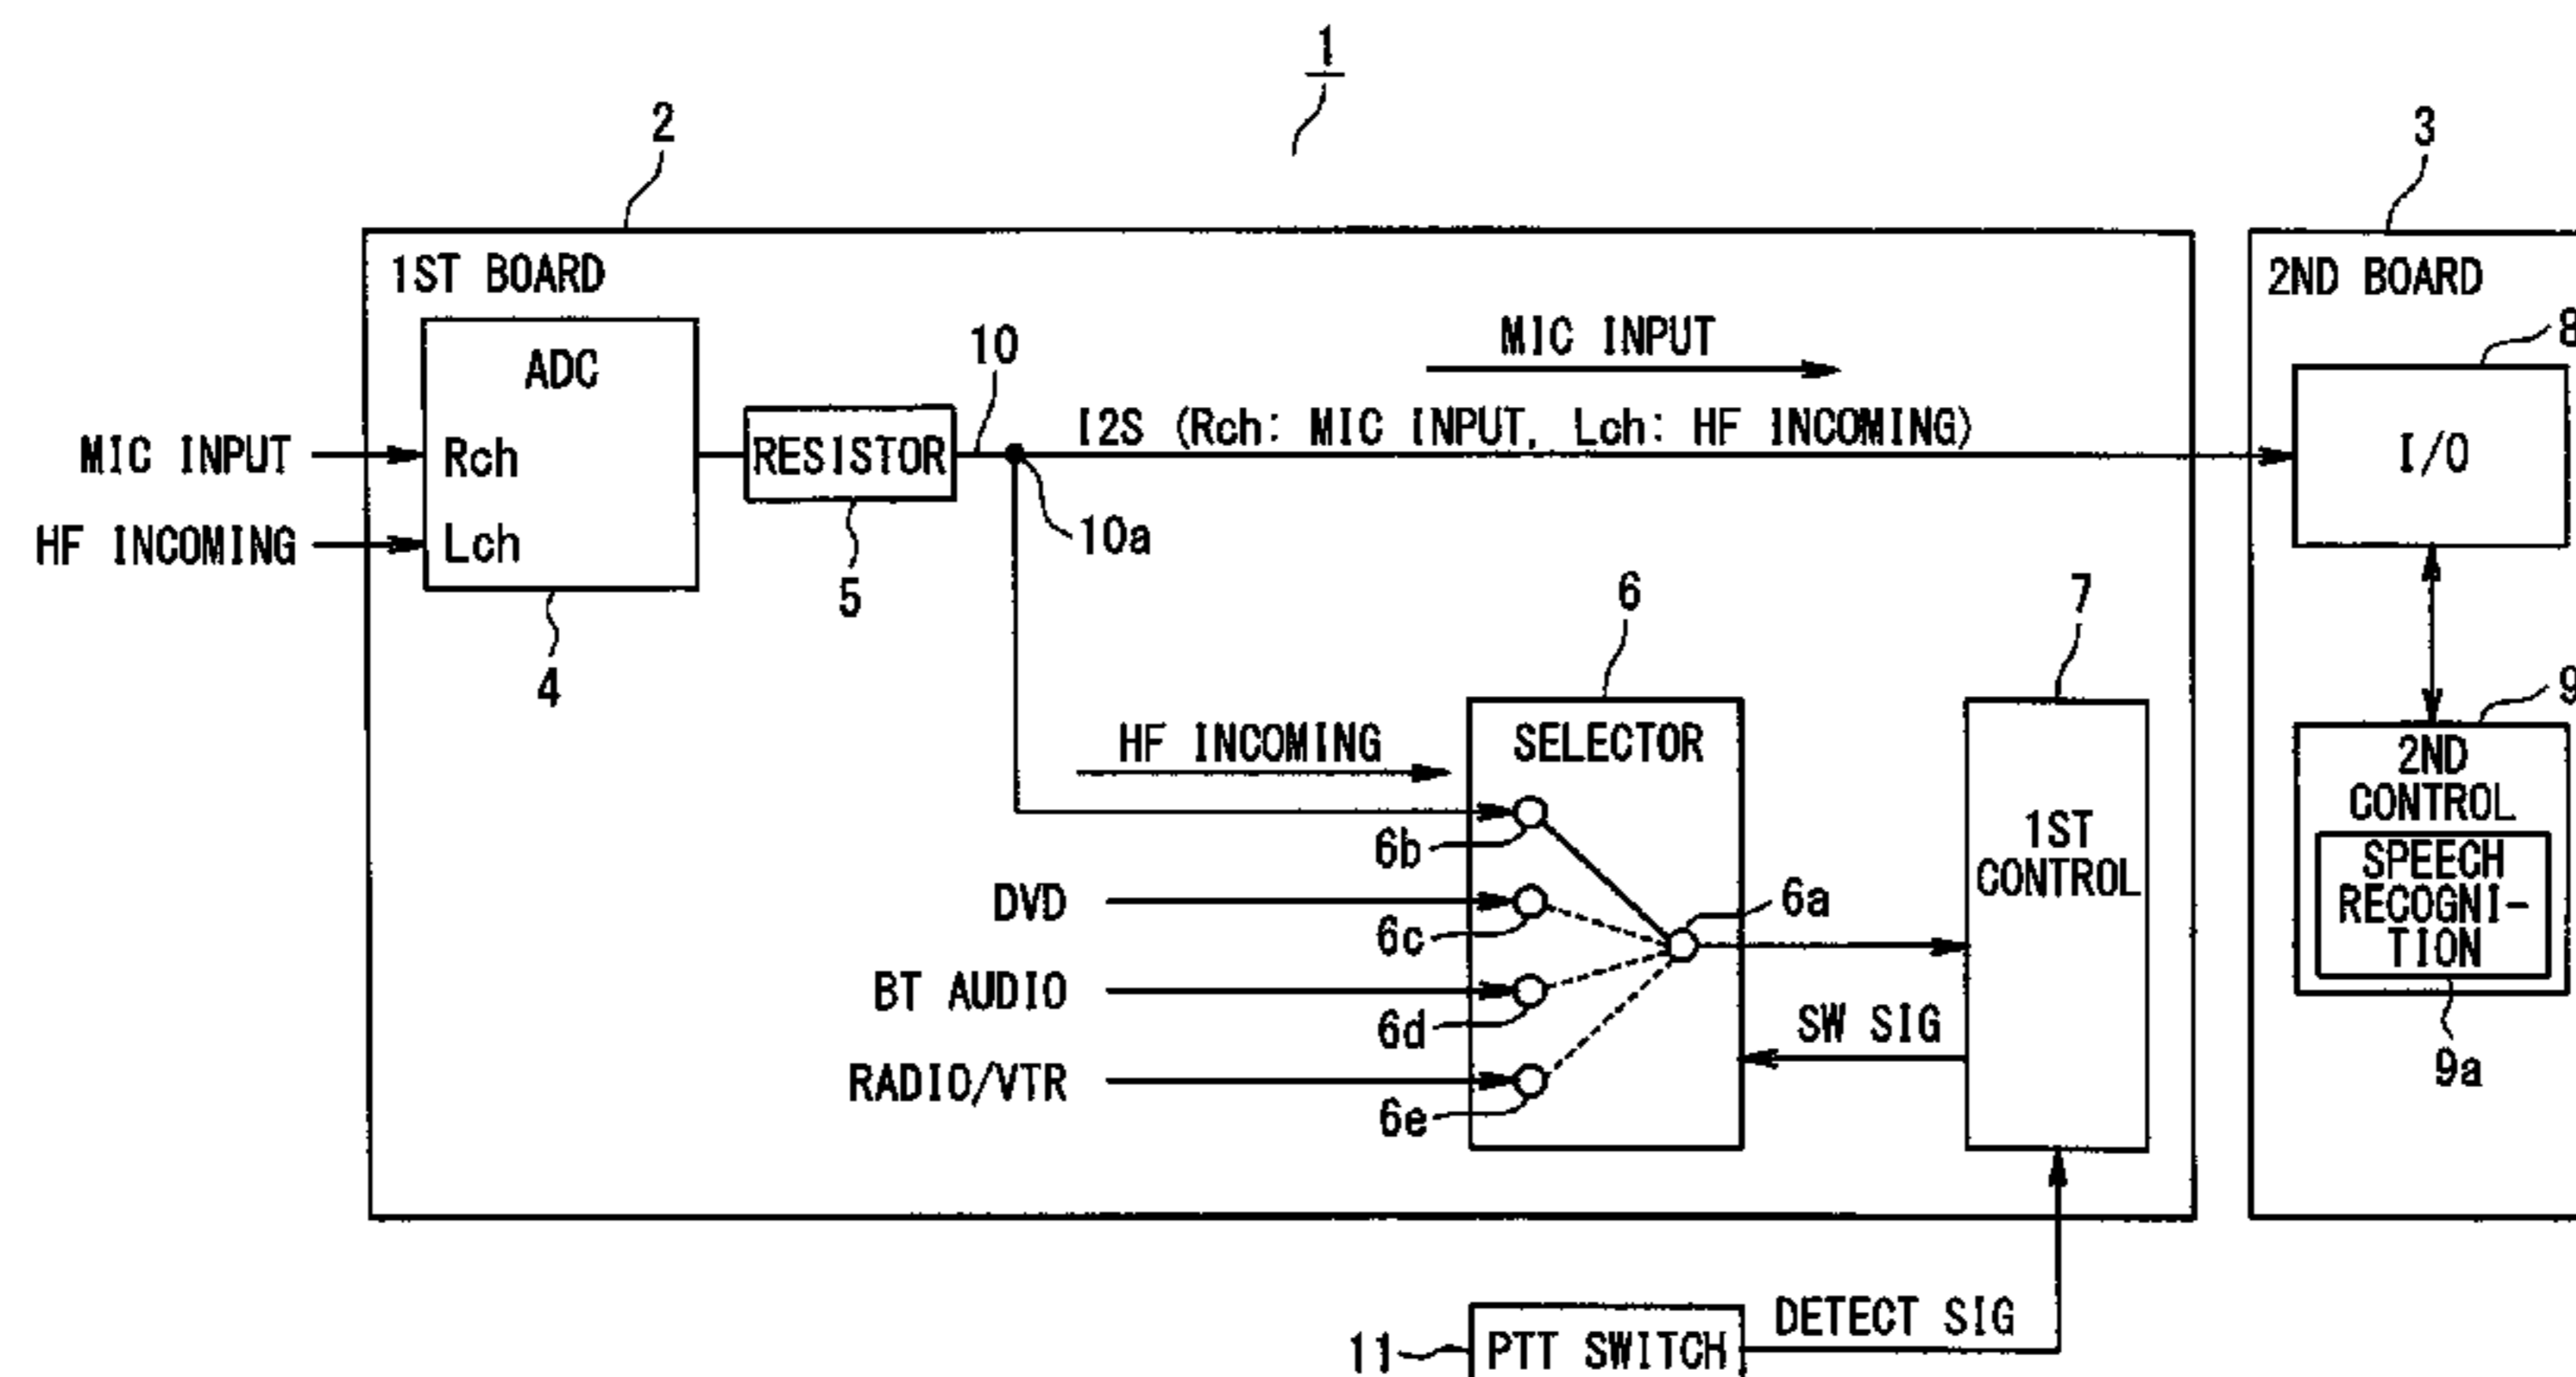 1
2
3
1ST BOARD
2ND BOARD
ADC
10
MIC INPUT
8
MIC INPUT
Rch
RESISTOR
I2S (Rch: MIC INPUT, Lch: HF INCOMING)
I/O
HF INCOMING
Lch
10a
5
4
6
7
9
HF INCOMING
SELECTOR
2ND
CONTROL
SPEECH
RECOGNI-
TION
9a
1ST
CONTROL
6b
DVD
6c
6a
BT AUDIO
6d
SW SIG
RADIO/VTR
6e
11
PTT SWITCH
DETECT SIG